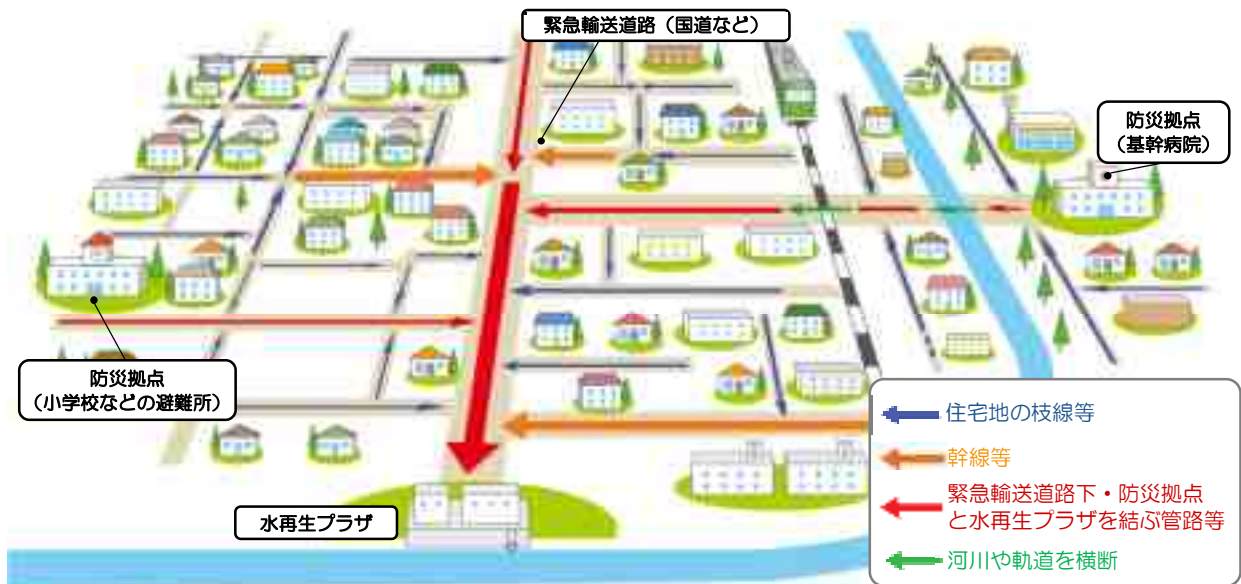 緊急輸送道路（国道など）
防災拠点
（基幹病院）
防災拠点
（小学校などの避難所）
水再生プラザ
住宅地の枝線等
幹線等
緊急輸送道路下・防災拠点
と水再生プラザを結ぶ管路等
河川や軌道を横断